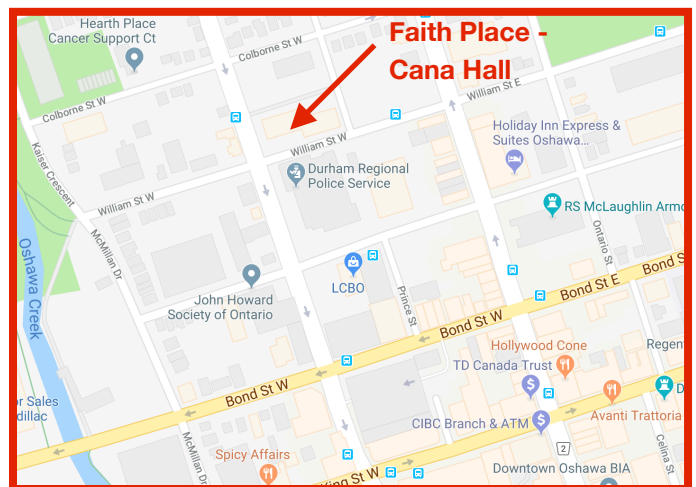 Hearth Place
Cancer Support Ct
Faith Place -
Cana Hall
Colborne St W
Colborne St W
William St E
Holiday Inn Express &
Suites Oshawa...
William St W
Kaiser Crescent
Durham Regional
Police Service
William St W
RS McLaughlin Armo
McMillan Dr
Ontario St
Oshawa Creek
LCBO
John Howard
Society of Ontario
Prince St
Bond S
Bond St E
Bond St W
Hollywood Cone
Regen
TD Canada Trust
Bond St W
D
or Sales
dillac
Avanti Trattoria
CIBC Branch & ATM
McMillan Dr
Spicy Affairs
2
Celina St
King St W
Downtown Oshawa BIA